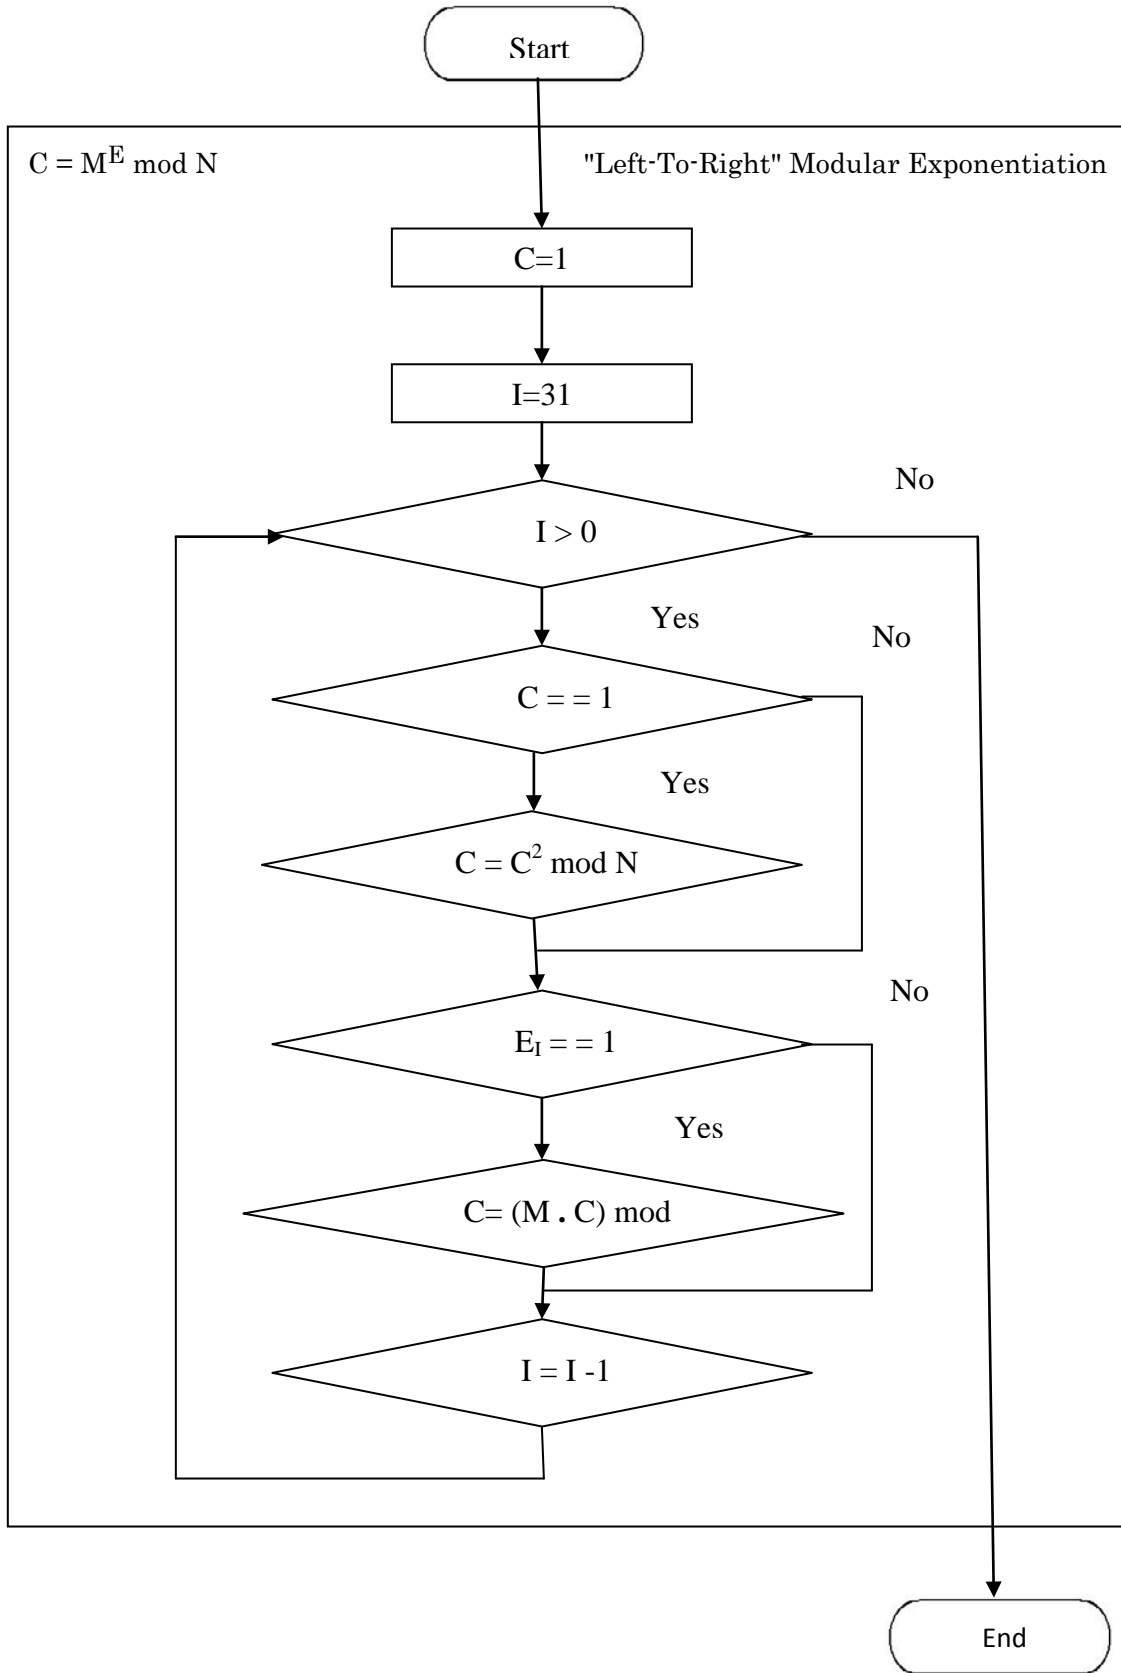 Start
C = M^E mod N
"Left-To-Right" Modular Exponentiation
C=1
I=31
No
I > 0
Yes
No
C = = 1
Yes
C = C² mod N
No
E_I = = 1
Yes
C= (M . C) mod
I = I -1
End